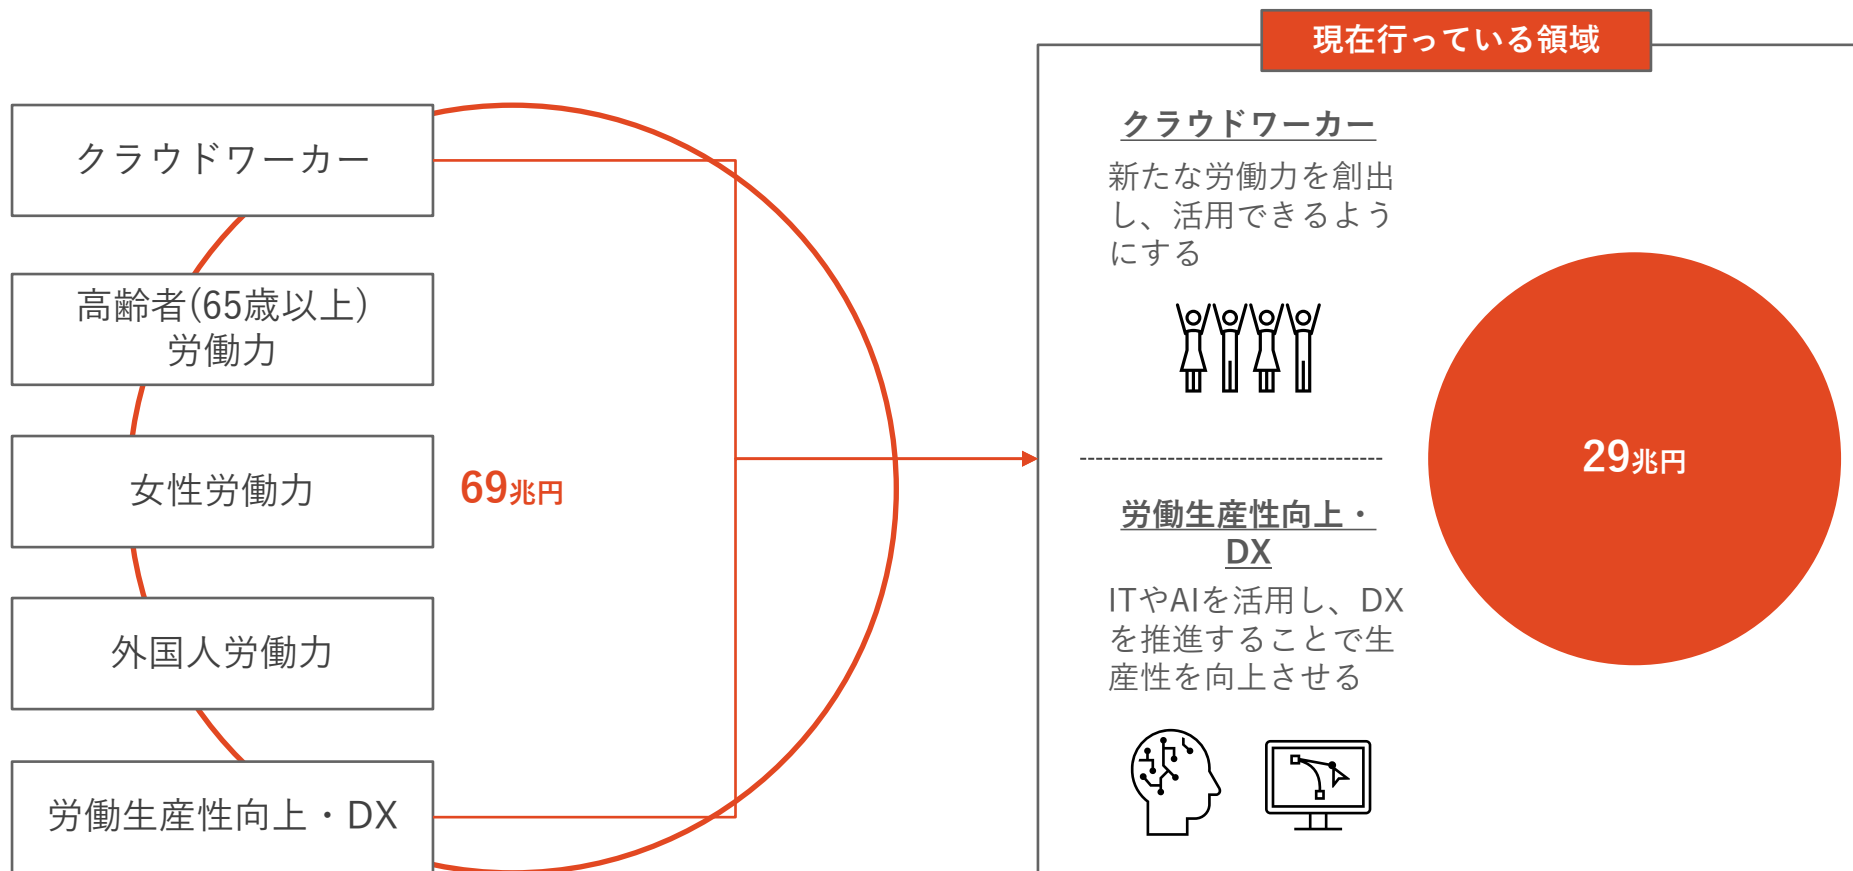 クラウドワーカー
高齢者(65歳以上)
労働力
女性労働力
外国人労働力
労働生産性向上・DX
69兆円
現在行っている領域
クラウドワーカー
新たな労働力を創出
し、活用できるよう
にする
労働生産性向上・
DX
ITやAIを活用し、DX
を推進することで生
産性を向上させる
29兆円